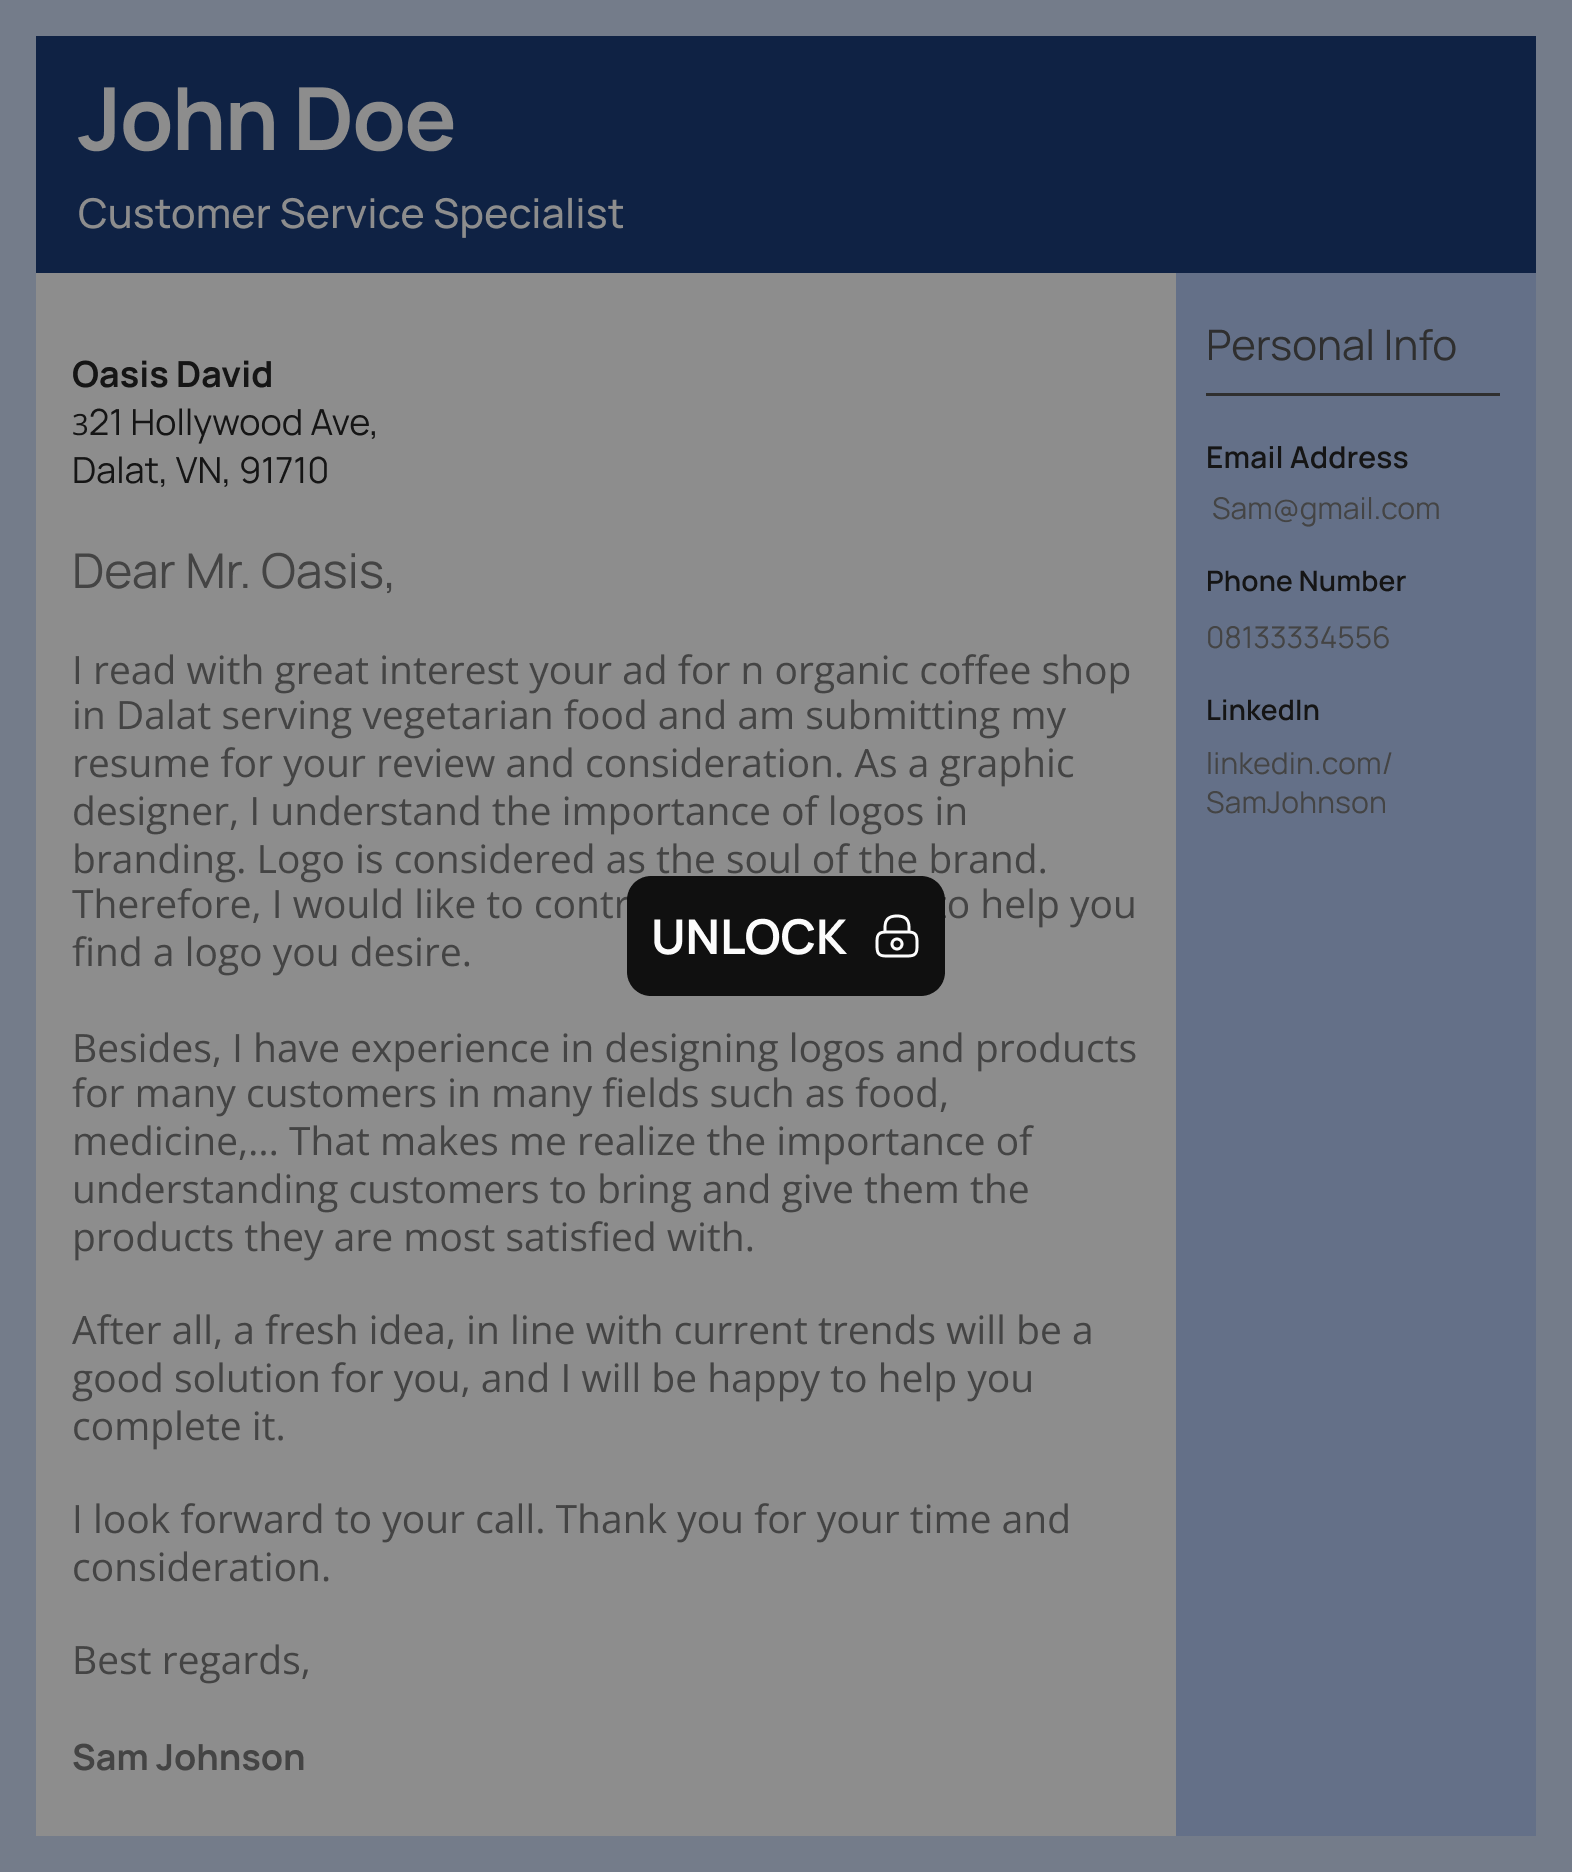 John Doe
Customer Service Specialist
Oasis David
321 Hollywood Ave,
Dalat, VN, 91710
Dear Mr. Oasis,
I read with great interest your ad for n organic coffee shop
in Dalat serving vegetarian food and am submitting my
resume for your review and consideration. As a graphic
designer, I understand the importance of logos in
branding. Logo is considered as the soul of the brand.
Therefore, I would like to help you
find a logo you desire.
UNLOCK
Besides, I have experience in designing logos and products
for many customers in many fields such as food,
medicine,... That makes me realize the importance of
understanding customers to bring and give them the
products they are most satisfied with.
After all, a fresh idea, in line with current trends will be a
good solution for you, and I will be happy to help you
complete it.
I look forward to your call. Thank you for your time and
consideration.
Best regards,
Sam Johnson
Personal Info
Email Address
Sam@gmail.com
Phone Number
08133334556
LinkedIn
linkedin.com/
SamJohnson